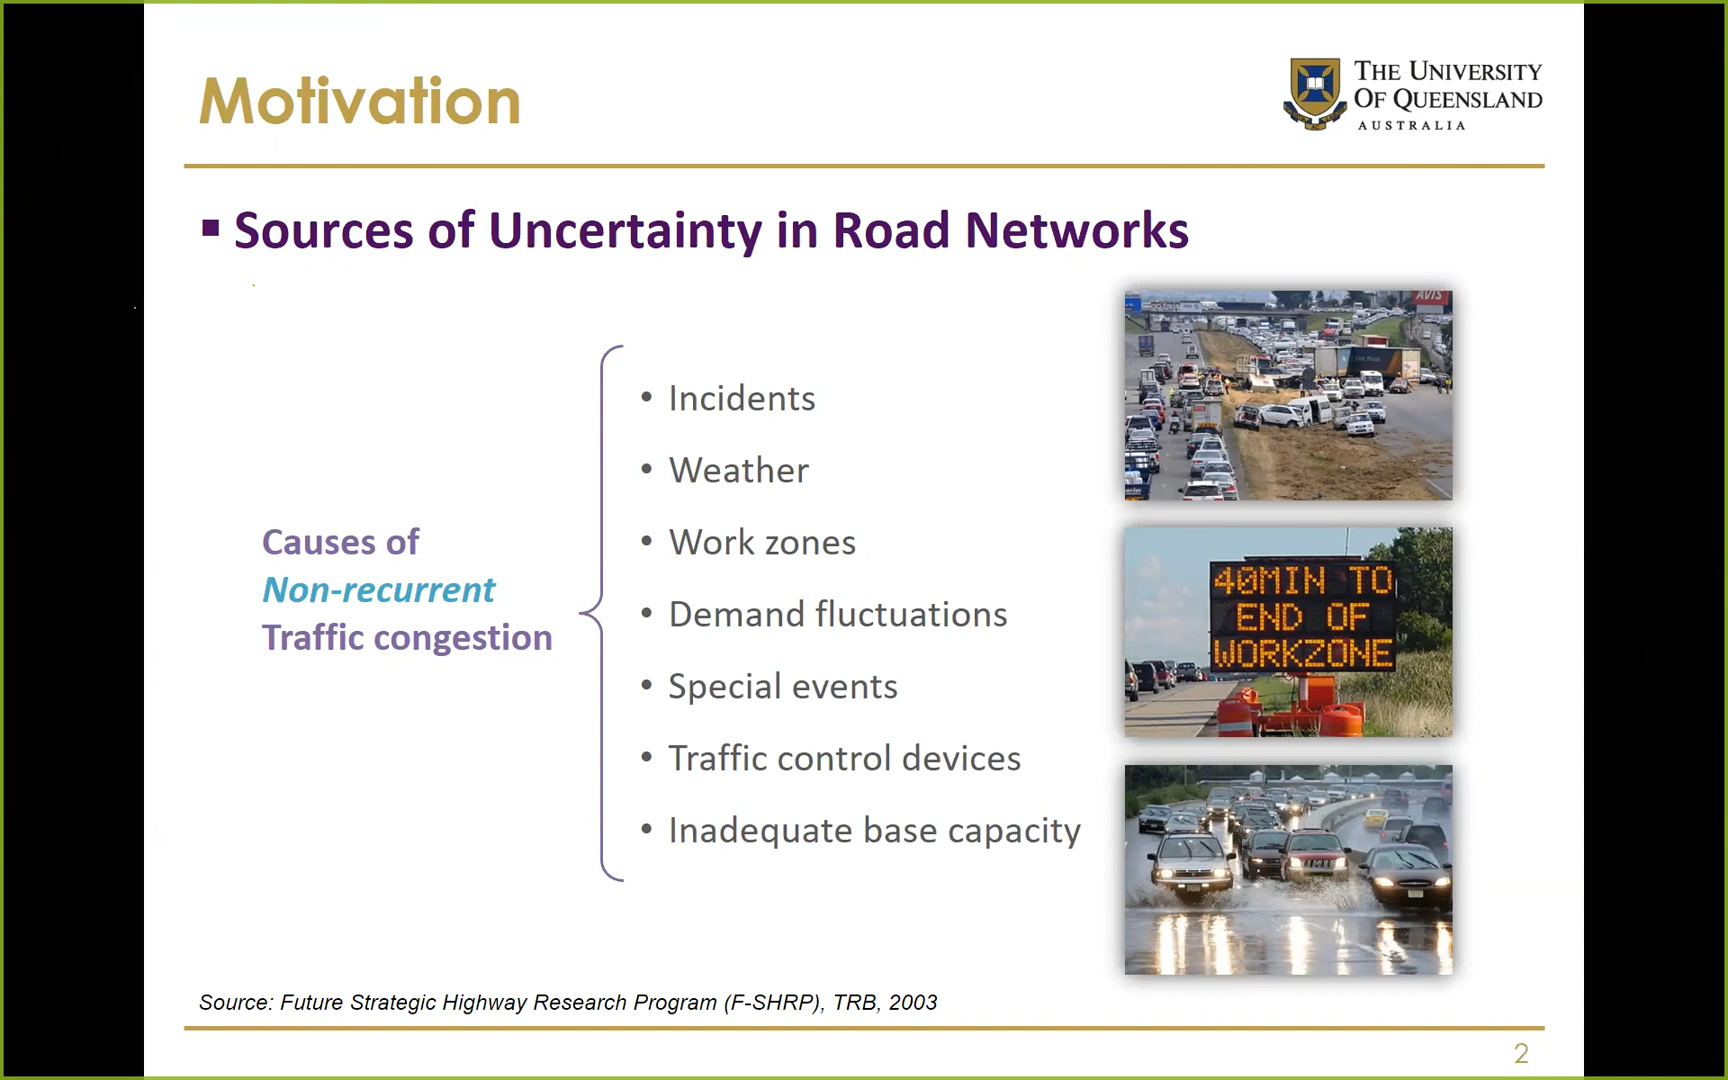 Motivation
THE UNIVERSITY
OF QUEENSLAND
AUSTRALIA
▪ Sources of Uncertainty in Road Networks
Causes of
Non-recurrent
Traffic congestion
• Incidents
• Weather
• Work zones
• Demand fluctuations
• Special events
• Traffic control devices
• Inadequate base capacity
AVIS
40MIN TO
END OF
WORKZONE
Source: Future Strategic Highway Research Program (F-SHRP), TRB, 2003
2